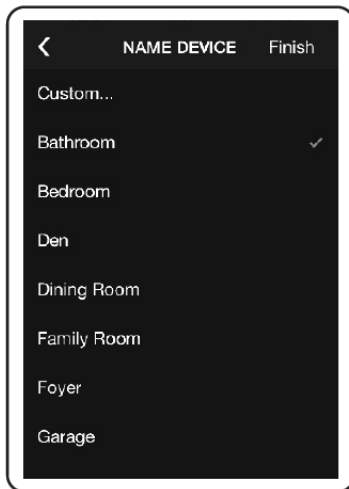 NAME DEVICE Finish
Custom...
Bathroom
Bedroom
Den
Dining Room
Family Room
Foyer
Garage